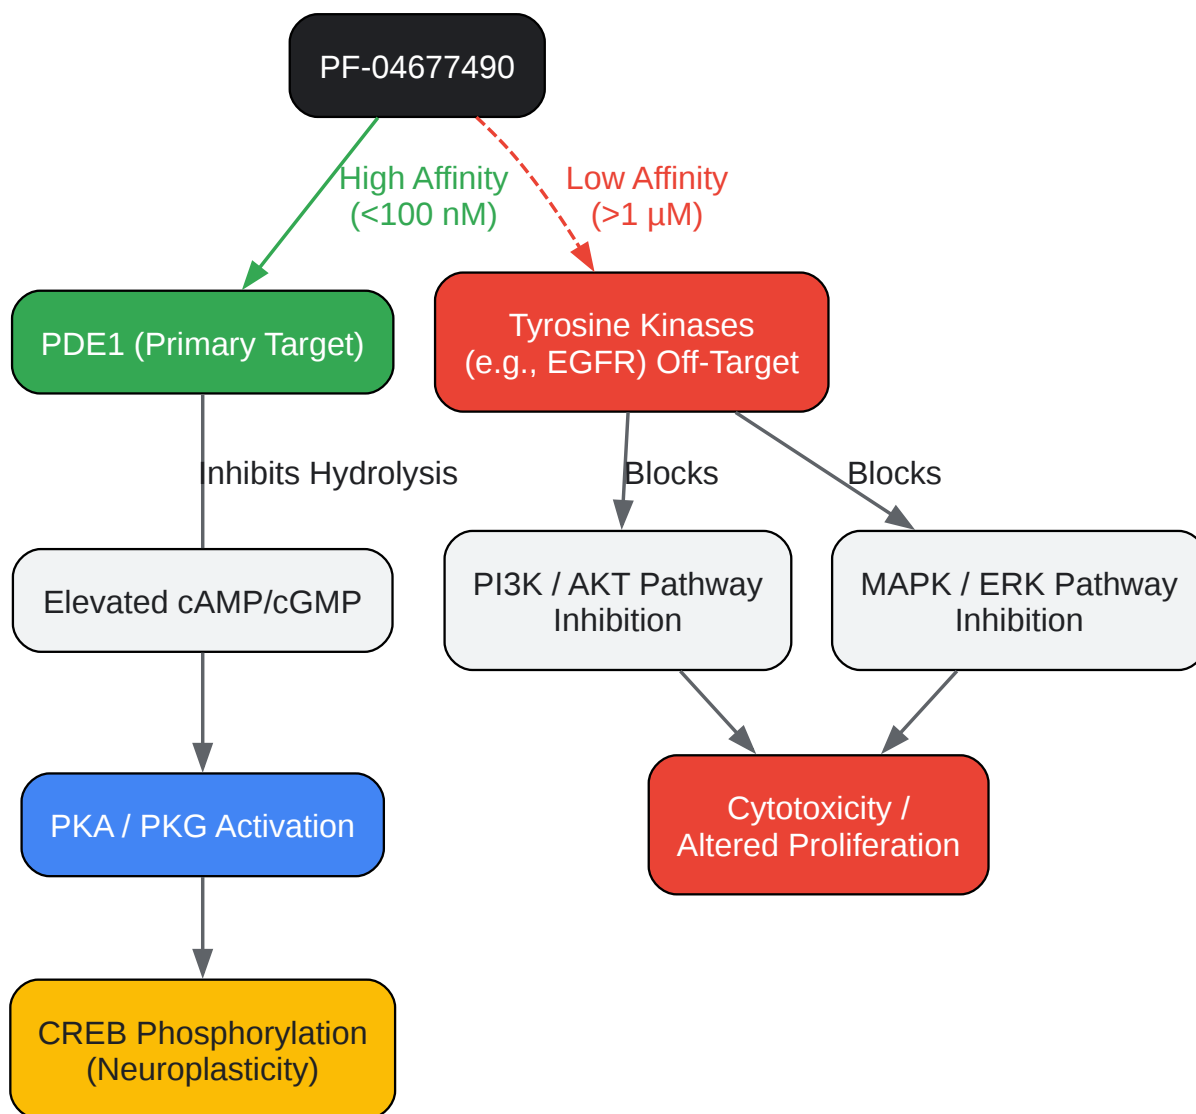 PF-04677490
High Affinity
(<100 nM)
Low Affinity
(>1 µM)
PDE1 (Primary Target)
Tyrosine Kinases
(e.g., EGFR) Off-Target
Inhibits Hydrolysis
Blocks
Blocks
Elevated cAMP/cGMP
PI3K / AKT Pathway
Inhibition
MAPK / ERK Pathway
Inhibition
PKA / PKG Activation
Cytotoxicity /
Altered Proliferation
CREB Phosphorylation
(Neuroplasticity)